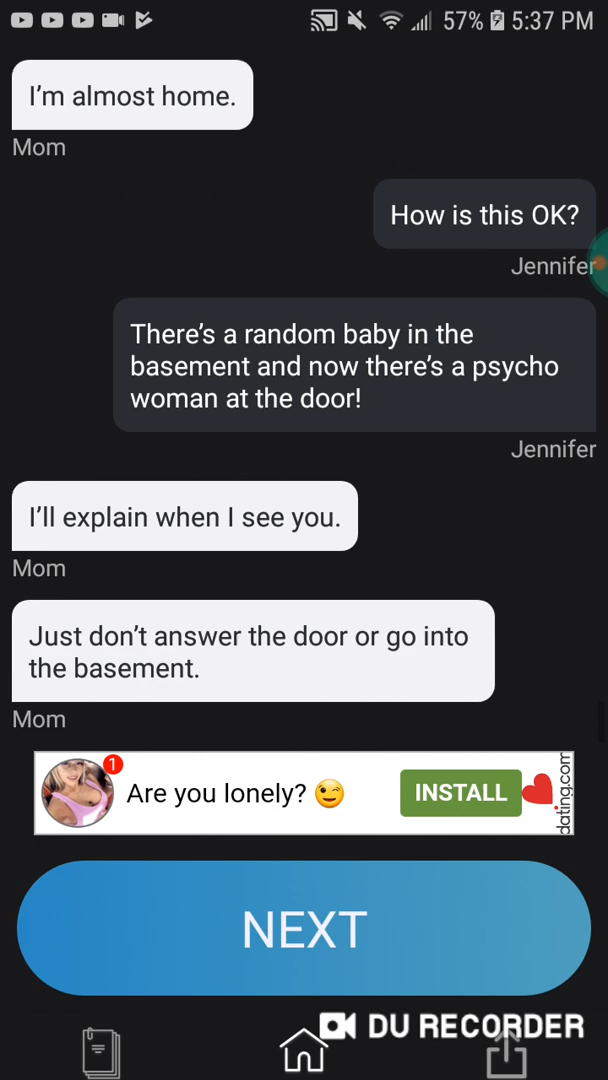 57% 5:37 PM
I’m almost home.
Mom
How is this OK?
Jennifer
There’s a random baby in the
basement and now there’s a psycho
woman at the door!
Jennifer
I’ll explain when I see you.
Mom
Just don’t answer the door or go into
the basement.
Mom
1
Are you lonely? 😉
INSTALL
dating.com
NEXT
DU RECORDER